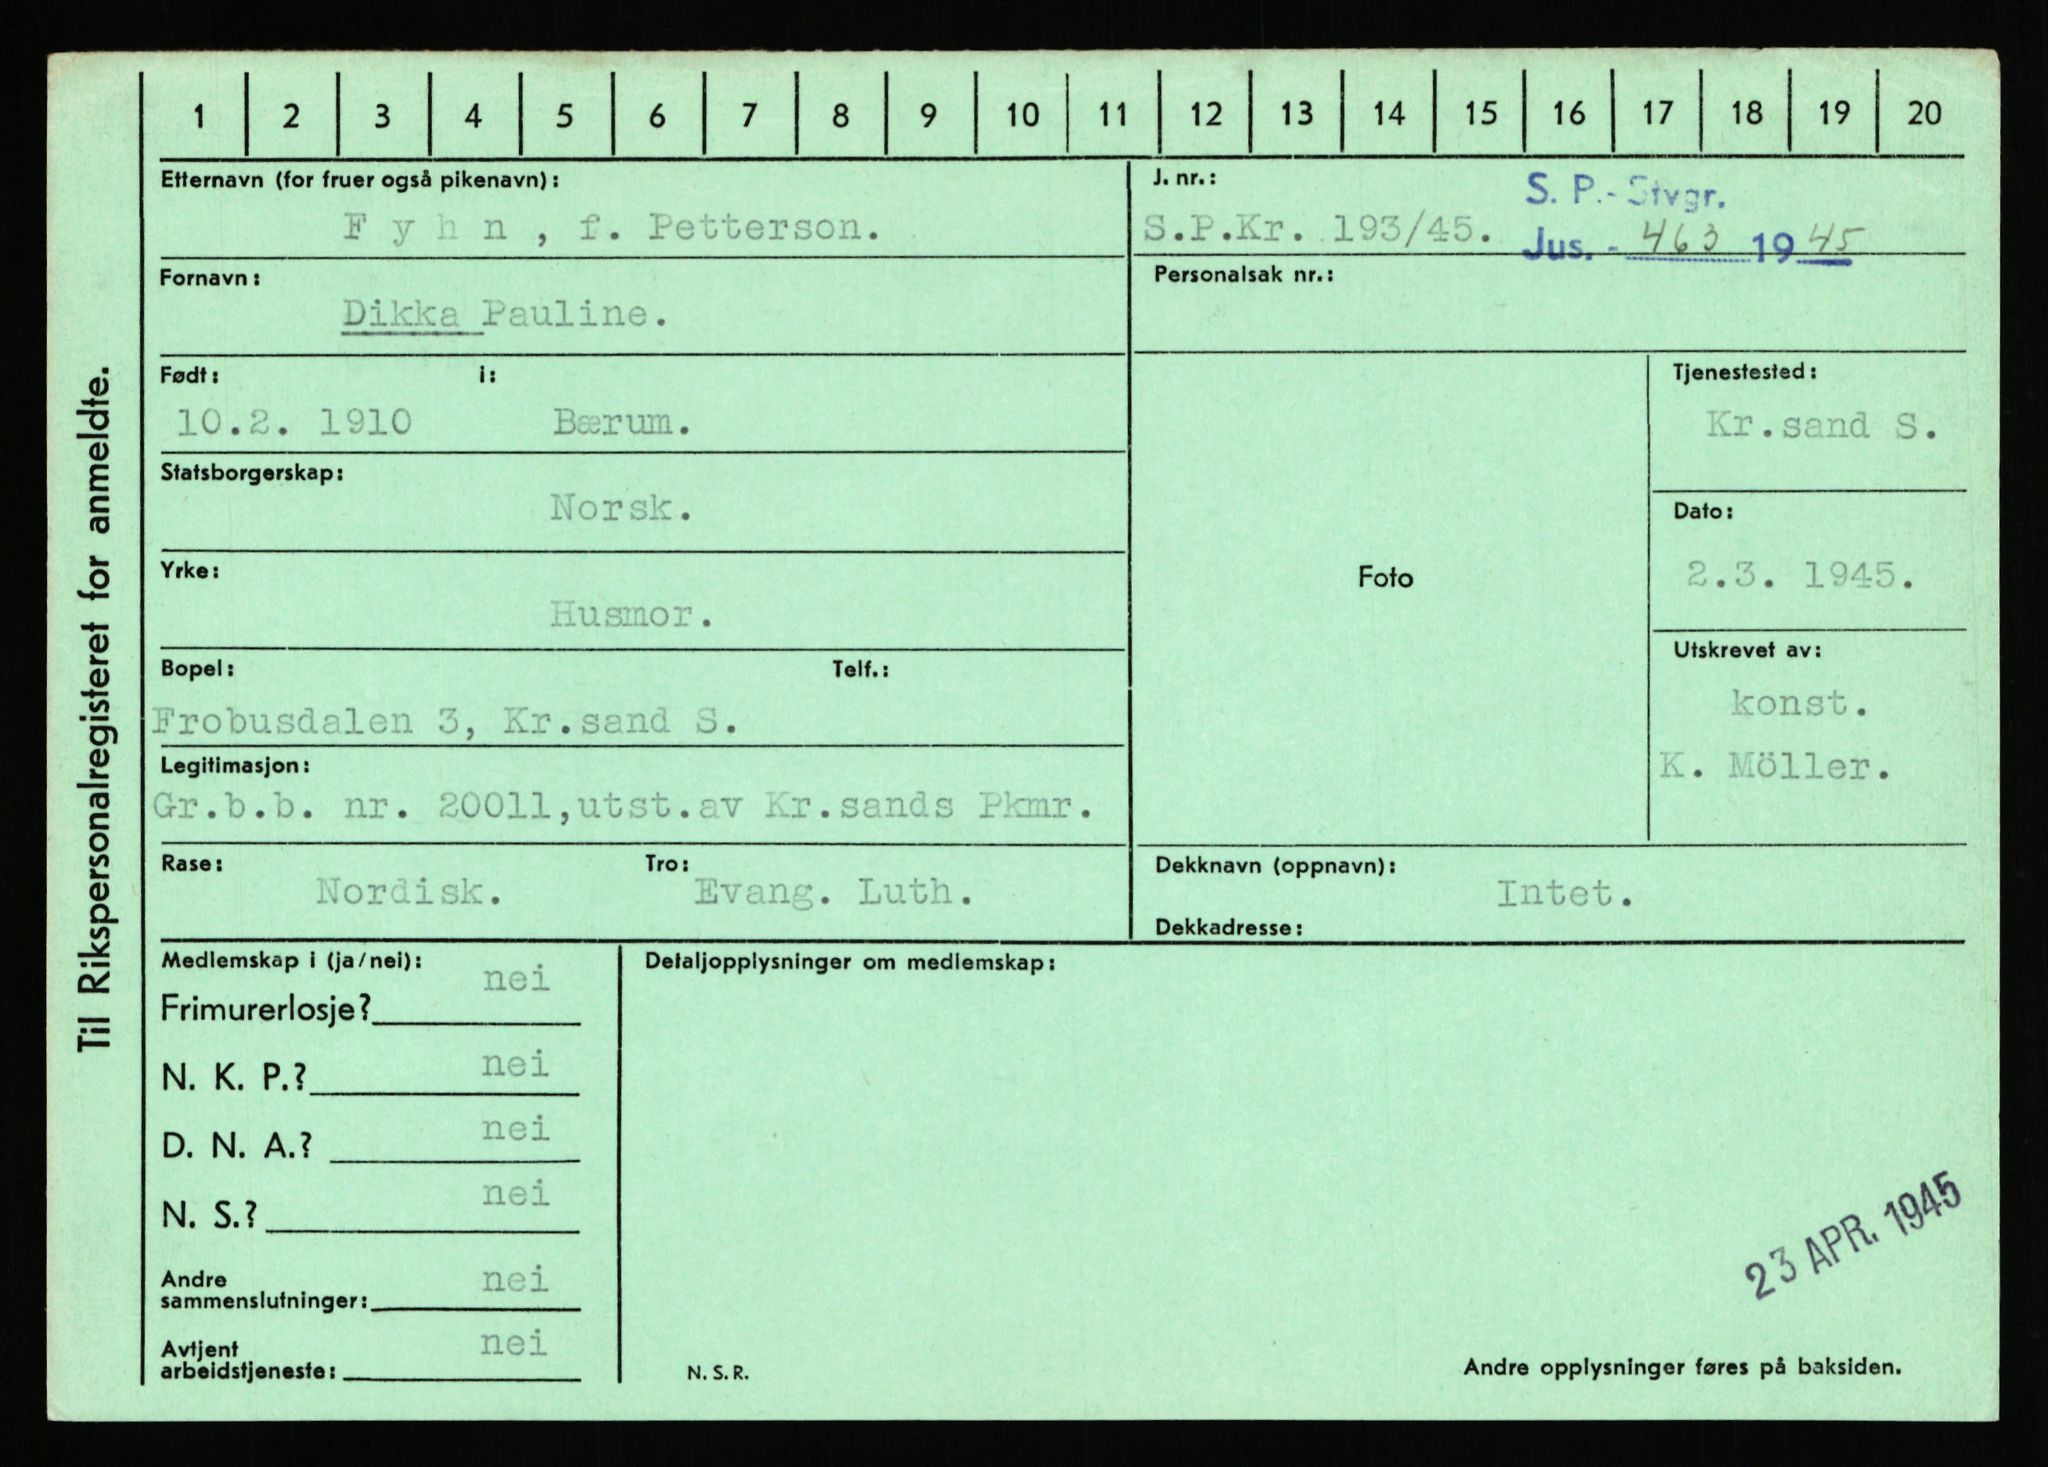 1 2 3 4 5 6 7 8 9 10 11 12 13 14 15 16 17 18 19 20
Til Rikspersonalregisteret for anmeldte.
Etternavn (for fruer også pikenavn):
F y h n , f. Petterson.
Fornavn:
Dikka Pauline.
Født: i:
10.2. 1910 Bærum.
Statsborgerskap:
Norsk.
Yrke:
Husmor.
Bopel: Telf.:
Frobusdalen 3, Kr.sand S.
Legitimasjon:
Gr.b.b. nr. 20011,utst.av Kr.sands Pkmr.
Rase: Tro:
Nordisk. Evang. Luth.
J. nr.:
S. P.- Stvgr.
S.P.Kr. 193/45.
Jus. - 463 1945
Personalsak nr.:
Foto
Tjenestested:
Kr.sand S.
Dato:
2.3. 1945.
Utskrevet av:
konst.
K. Möller.
Dekknavn (oppnavn):
Intet.
Dekkadresse:
Medlemskap i (ja/nei):
Frimurerlosje? nei
N. K. P.? nei
D. N. A.? nei
N. S.? nei
Andre
sammenslutninger: nei
Avtjent
arbeidstjeneste: nei
Detaljopplysninger om medlemskap:
23 APR. 1945
N. S. R.
Andre opplysninger føres på baksiden.